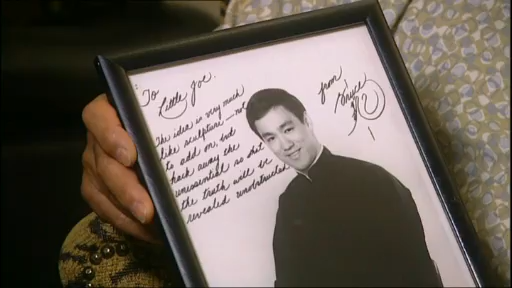 To
Little Joe.
The idea is very much
like sculpture — not
to add on, but
hack away the
unessential so that
the truth will be
revealed unobstructed
from
Bruce